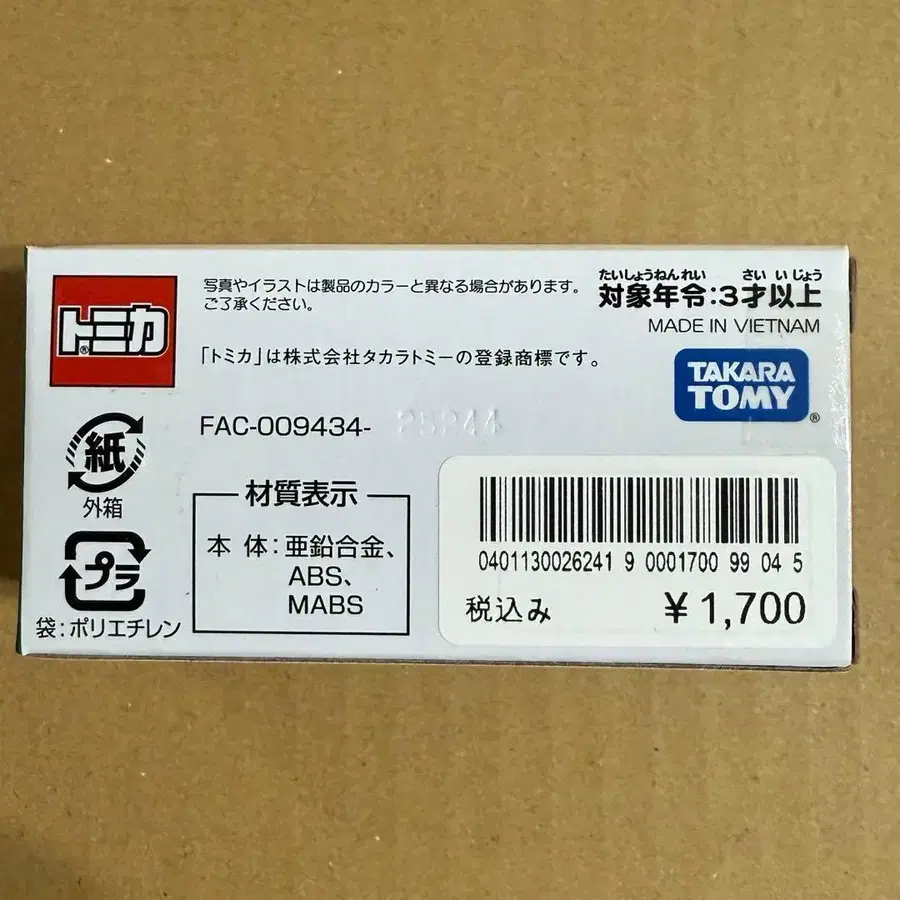 トミカ®
写真やイラストは製品のカラーと異なる場合があります。
ご了承ください。
「トミカ」は株式会社タカラトミーの登録商標です。
たいしょうねんれい さい いじょう
対象年令:3才以上
MADE IN VIETNAM
TAKARA
TOMY®
FAC-009434- 25244
紙
外箱
プラ
袋:ポリエチレン
材質表示
本 体:亜鉛合金、
ABS、
MABS
0401130026241 9 0001700 99 04 5
税込み ¥1,700